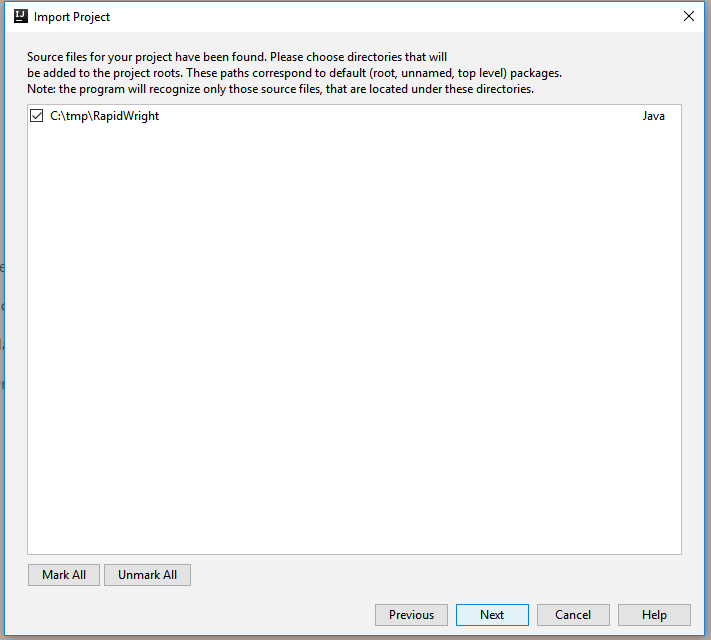 IJ Import Project
Source files for your project have been found. Please choose directories that will
be added to the project roots. These paths correspond to default (root, unnamed, top level) packages.
Note: the program will recognize only those source files, that are located under these directories.
C:\tmp\RapidWright Java
Mark All Unmark All
Previous Next Cancel Help